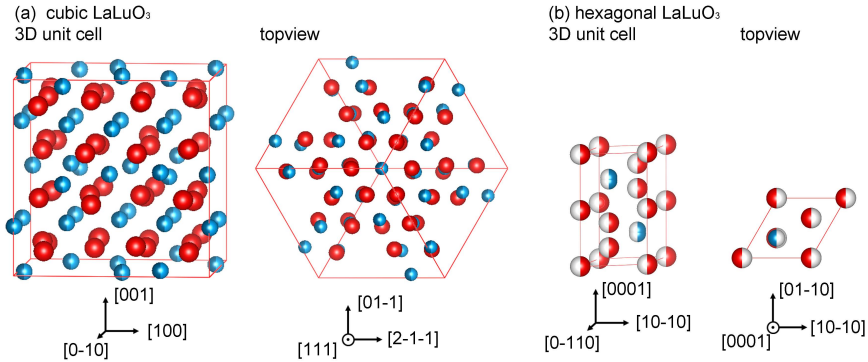 (a) cubic LaLuO₃
3D unit cell
topview
[001]
[100]
[0-10]
[01-1]
[111]
[2-1-1]
(b) hexagonal LaLuO₃
3D unit cell
topview
[0001]
[0-110]
[10-10]
[01-10]
[0001]
[10-10]